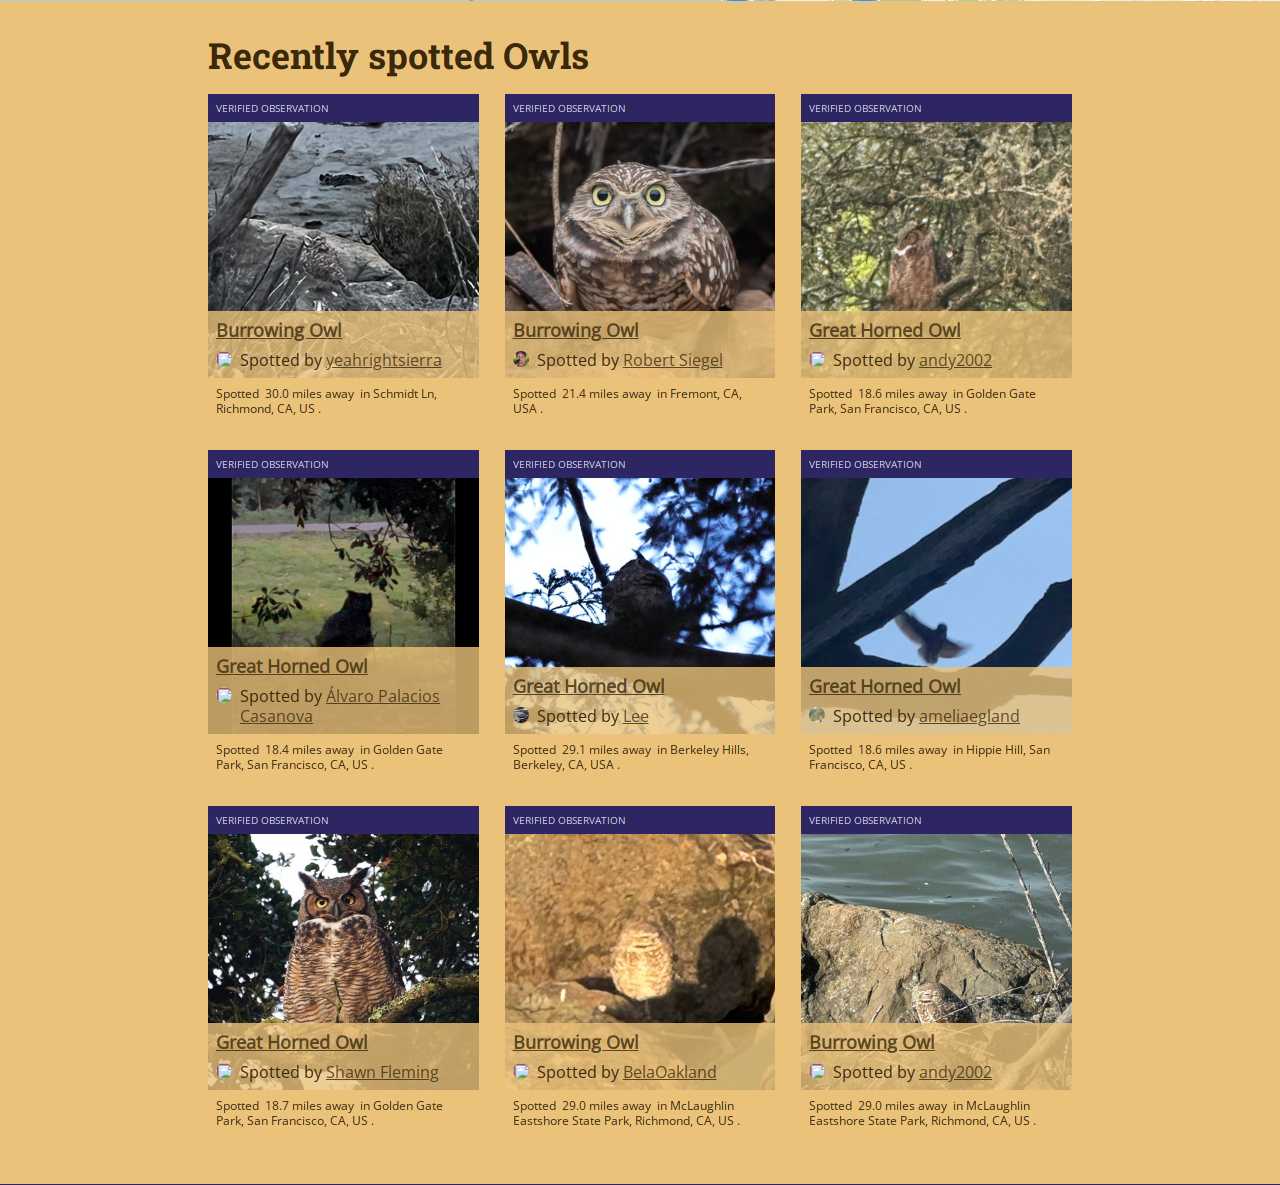 Recently spotted Owls
VERIFIED OBSERVATION
Burrowing Owl
Spotted by yeahrightsierra
Spotted 30.0 miles away in Schmidt Ln,
Richmond, CA, US .
VERIFIED OBSERVATION
Burrowing Owl
Spotted by Robert Siegel
Spotted 21.4 miles away in Fremont, CA,
USA .
VERIFIED OBSERVATION
Great Horned Owl
Spotted by andy2002
Spotted 18.6 miles away in Golden Gate
Park, San Francisco, CA, US .
VERIFIED OBSERVATION
Great Horned Owl
Spotted by Álvaro Palacios
Casanova
Spotted 18.4 miles away in Golden Gate
Park, San Francisco, CA, US .
VERIFIED OBSERVATION
Great Horned Owl
Spotted by Lee
Spotted 29.1 miles away in Berkeley Hills,
Berkeley, CA, USA .
VERIFIED OBSERVATION
Great Horned Owl
Spotted by ameliaegland
Spotted 18.6 miles away in Hippie Hill, San
Francisco, CA, US .
VERIFIED OBSERVATION
Great Horned Owl
Spotted by Shawn Fleming
Spotted 18.7 miles away in Golden Gate
Park, San Francisco, CA, US .
VERIFIED OBSERVATION
Burrowing Owl
Spotted by BelaOakland
Spotted 29.0 miles away in McLaughlin
Eastshore State Park, Richmond, CA, US .
VERIFIED OBSERVATION
Burrowing Owl
Spotted by andy2002
Spotted 29.0 miles away in McLaughlin
Eastshore State Park, Richmond, CA, US .